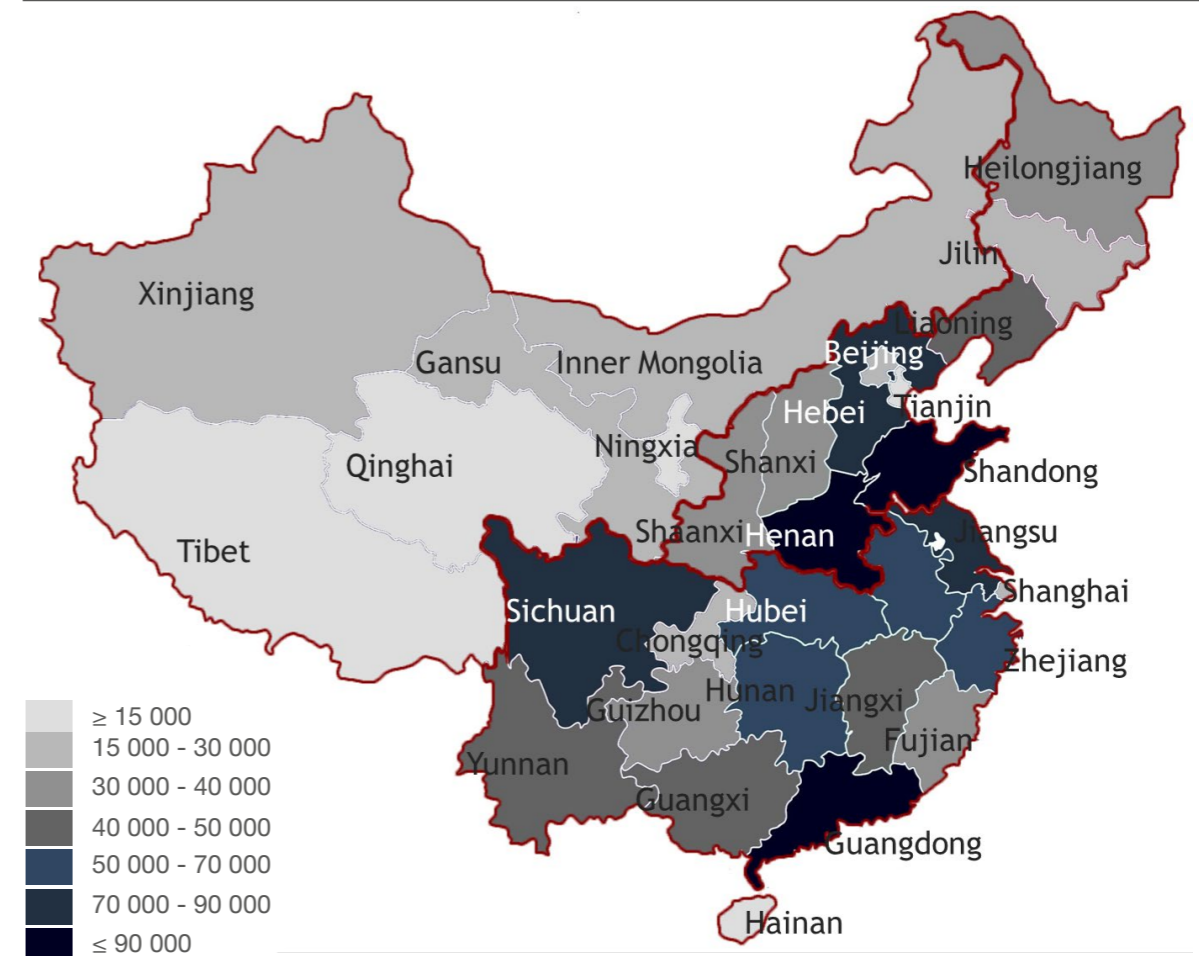 Heilongjiang
Jilin
Xinjiang
Liaoning
Beijing
Gansu
Inner Mongolia
Tianjin
Hebei
Ningxia
Shanxi
Qinghai
Shandong
Shaanxi
Henan
Jiangsu
Tibet
Shanghai
Sichuan
Hubei
Chongqing
Zhejiang
Hunan
Jiangxi
Guizhou
Fujian
Yunnan
Guangxi
Guangdong
Hainan
≥ 15 000
15 000 - 30 000
30 000 - 40 000
40 000 - 50 000
50 000 - 70 000
70 000 - 90 000
≤ 90 000